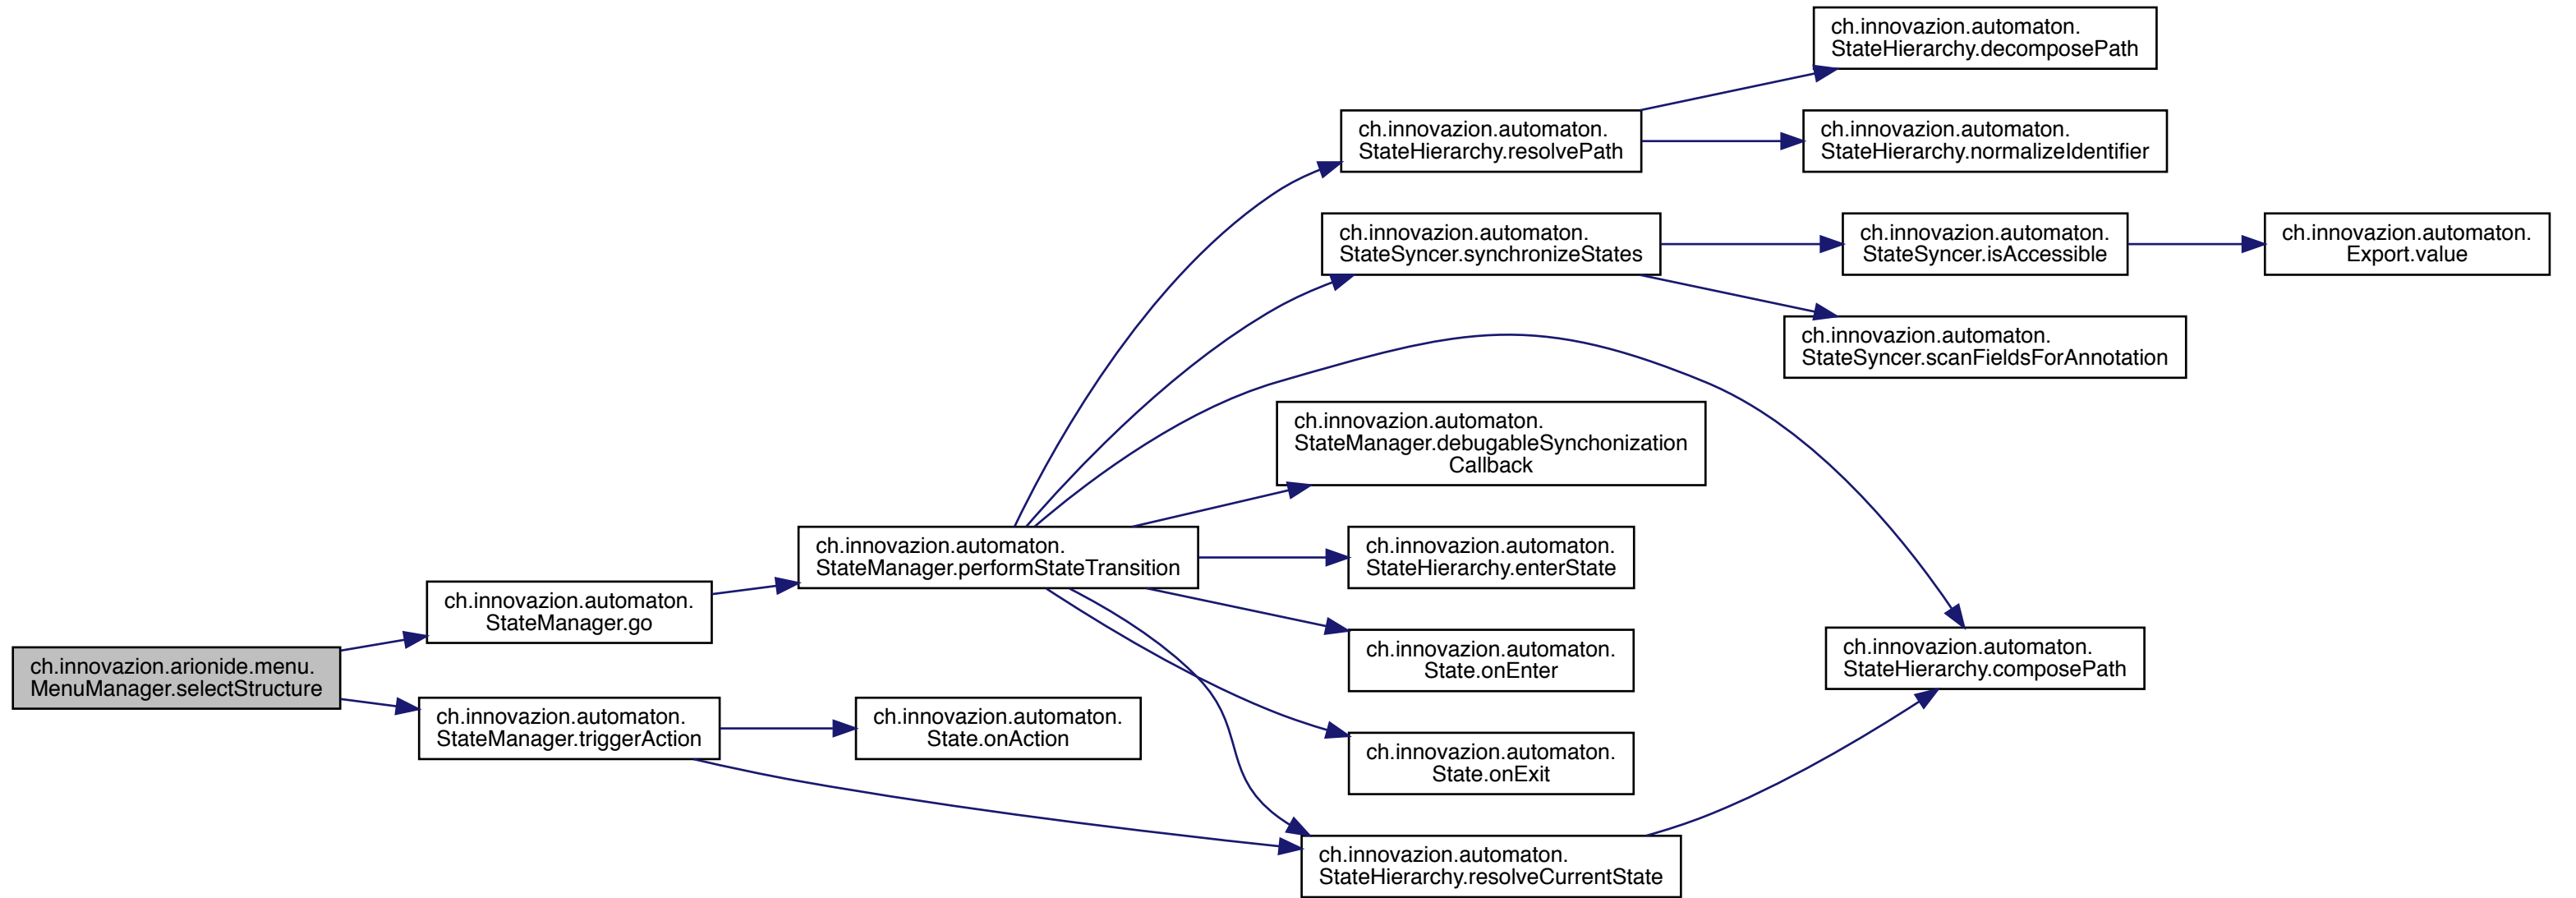 ch.innovazion.arionide.menu.
MenuManager.selectStructure
ch.innovazion.automaton.
StateManager.go
ch.innovazion.automaton.
StateManager.triggerAction
ch.innovazion.automaton.
StateManager.performStateTransition
ch.innovazion.automaton.
State.onAction
ch.innovazion.automaton.
StateHierarchy.resolvePath
ch.innovazion.automaton.
StateSyncer.synchronizeStates
ch.innovazion.automaton.
StateManager.debugableSynchonization
Callback
ch.innovazion.automaton.
StateHierarchy.enterState
ch.innovazion.automaton.
State.onEnter
ch.innovazion.automaton.
State.onExit
ch.innovazion.automaton.
StateHierarchy.resolveCurrentState
ch.innovazion.automaton.
StateHierarchy.decomposePath
ch.innovazion.automaton.
StateHierarchy.normalizeIdentifier
ch.innovazion.automaton.
StateSyncer.isAccessible
ch.innovazion.automaton.
StateSyncer.scanFieldsForAnnotation
ch.innovazion.automaton.
StateHierarchy.composePath
ch.innovazion.automaton.
Export.value